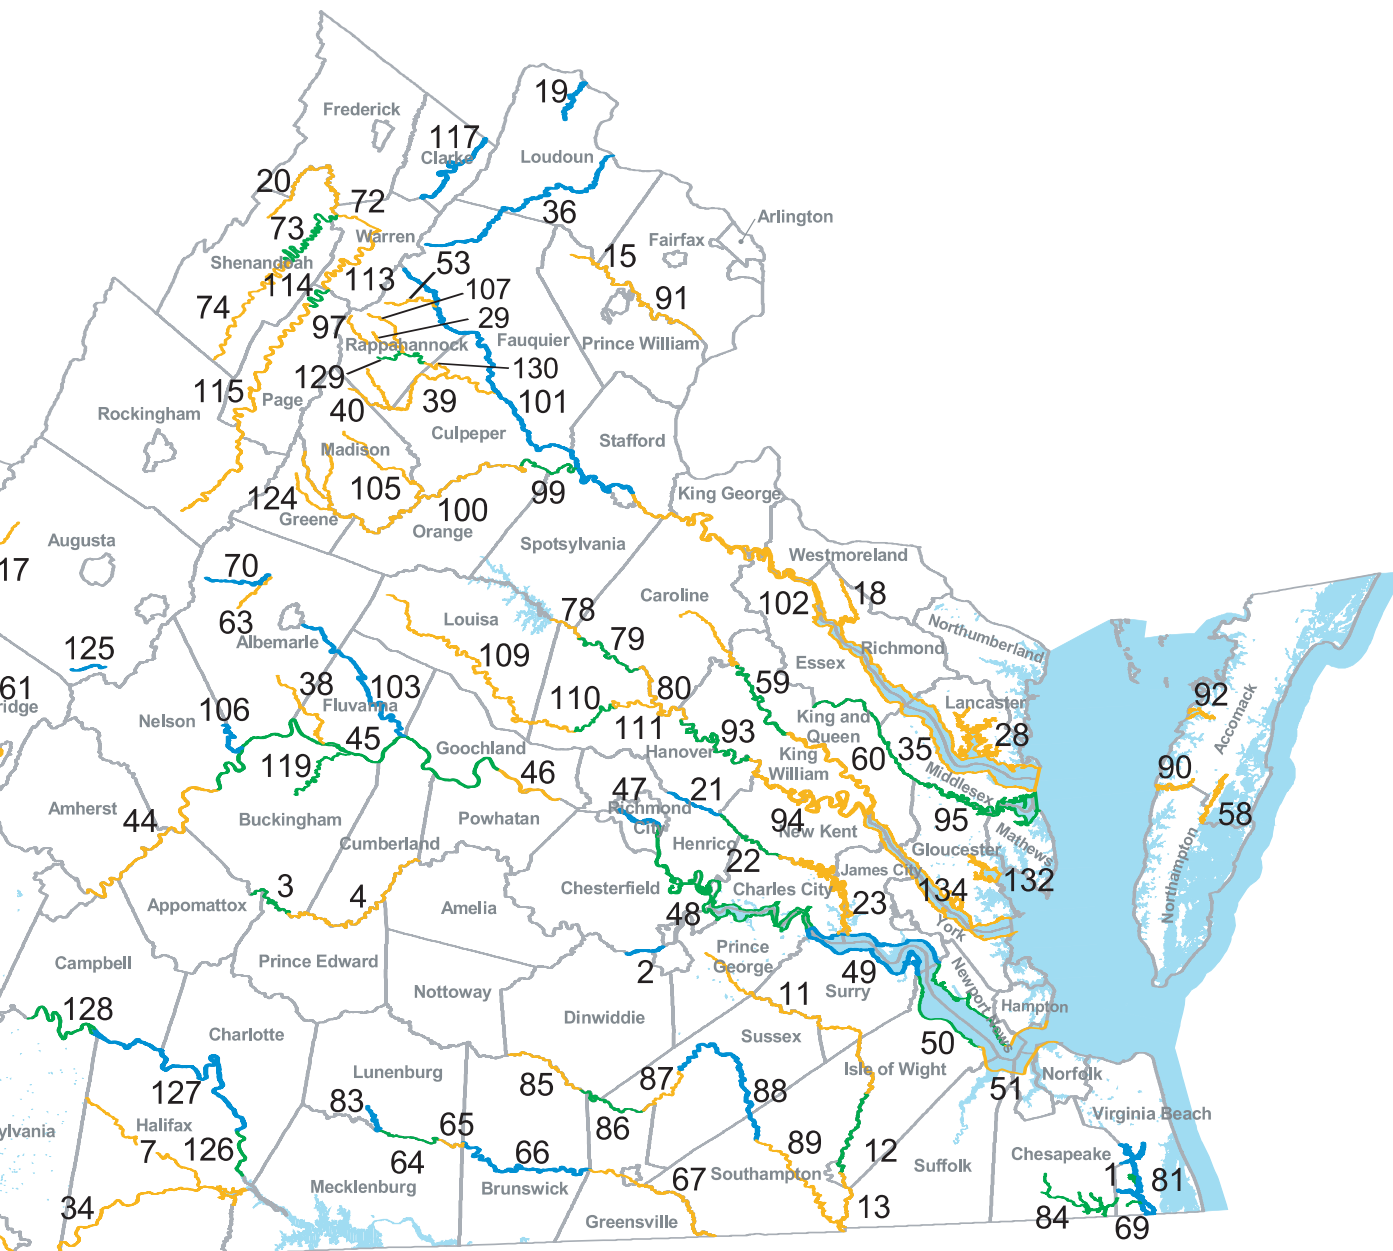 19
Frederick
117
Clarke
Loudoun
20
72
36
Arlington
73
Warren
Fairfax
15
Shenandoah
53
114
113
107
91
74
29
97
Fauquier
Rappahannock
Prince William
129
130
115
Page
39
101
40
Rockingham
Culpeper
Stafford
Madison
105
99
King George
124
100
Greene
Orange
Augusta
Spotsylvania
Westmoreland
17
70
18
Caroline
102
78
63
Louisa
Northumberland
Albemarle
79
125
Richmond
109
Essex
59
61
38
103
80
110
92
ridge
Fluvanna
Lancaster
106
Nelson
King and
Queen
Accomack
45
111
93
35
28
Goochland
Hanover
King
William
60
119
46
90
Middlesex
47
21
Amherst
Richmond
City
58
44
Buckingham
Powhatan
94
95
New Kent
Cumberland
Henrico
Mathews
Gloucester
22
James City
3
4
Chesterfield
Charles City
134
132
Northampton
Appomattox
Amelia
48
23
York
Campbell
Prince Edward
Prince
George
2
49
Newport News
Nottoway
11
Surry
Hampton
128
Dinwiddie
Charlotte
Sussex
50
Lunenburg
Isle of Wight
85
87
88
51
Norfolk
127
83
Virginia Beach
Halifax
65
86
ylvania
7
126
89
66
12
Chesapeake
64
Southampton
Suffolk
1
81
Mecklenburg
Brunswick
67
34
13
84
69
Greensville